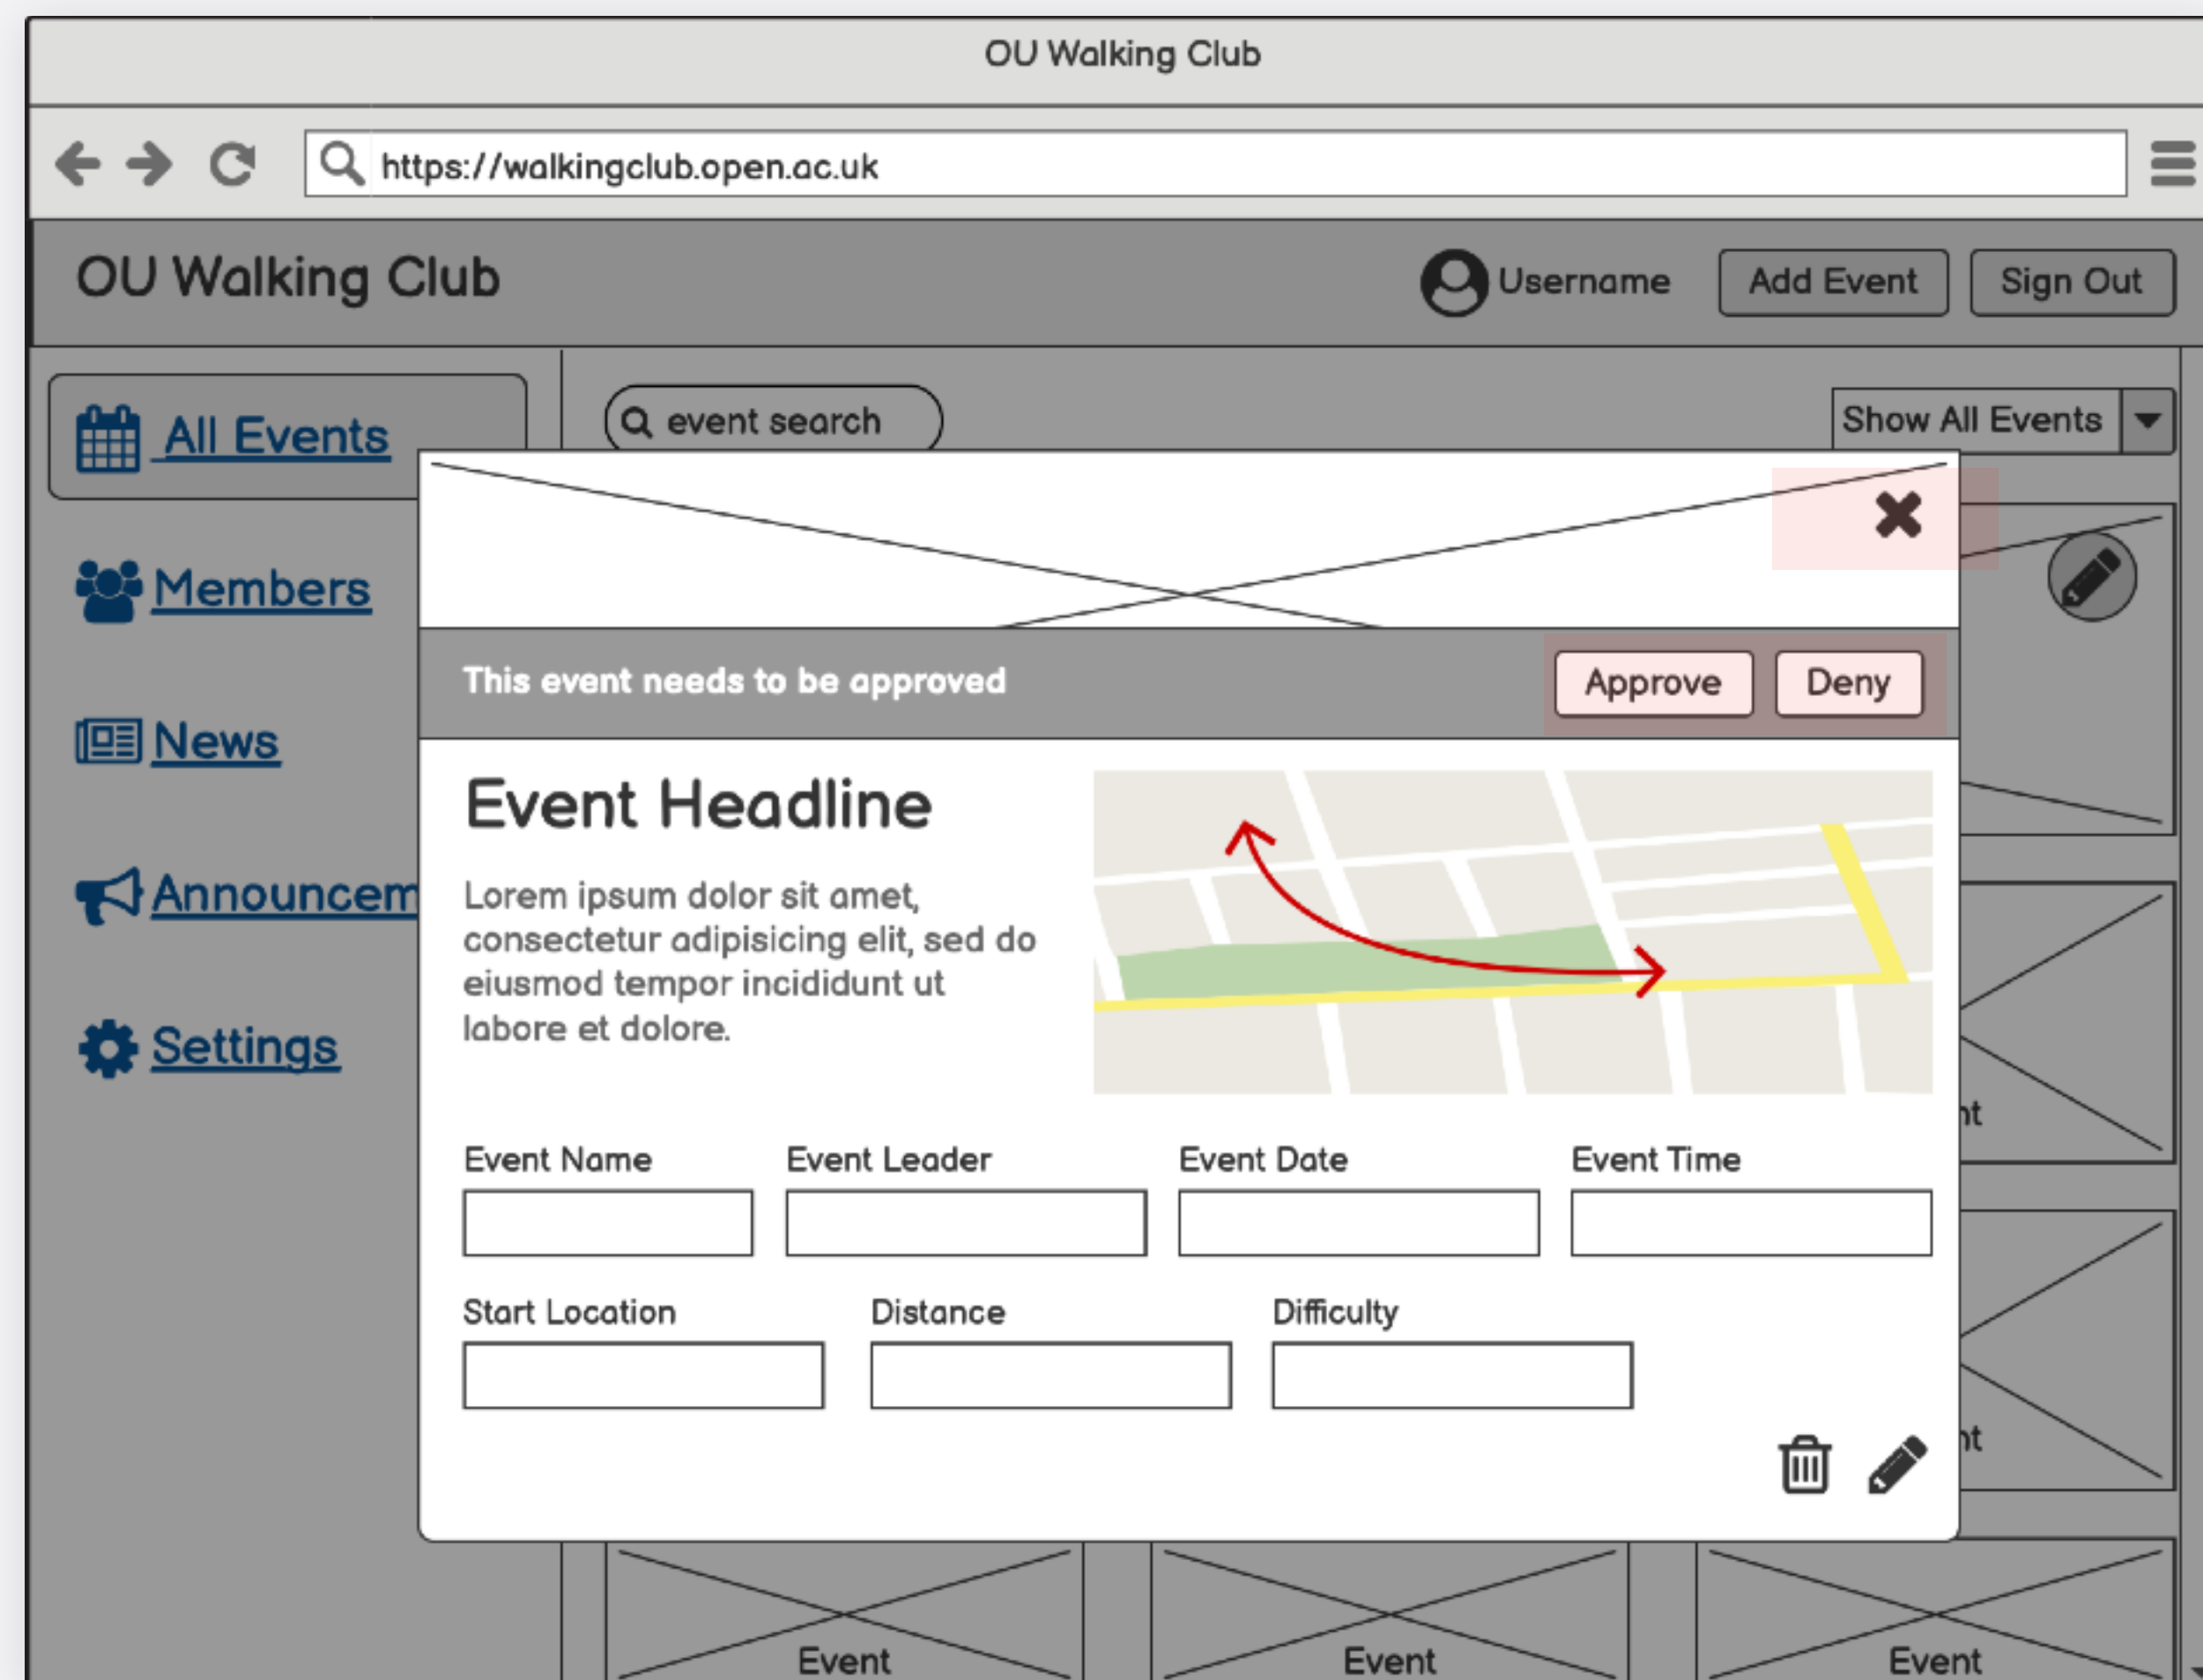 OU Walking Club
https://walkingclub.open.ac.uk
OU Walking Club
Username
Add Event
Sign Out
All Events
event search
Show All Events
Members
This event needs to be approved
Approve
Deny
News
Event Headline
Announcem
Lorem ipsum dolor sit amet,
consectetur adipisicing elit, sed do
eiusmod tempor incididunt ut
labore et dolore.
Settings
Event Name
Event Leader
Event Date
Event Time
Start Location
Distance
Difficulty
Event
Event
Event